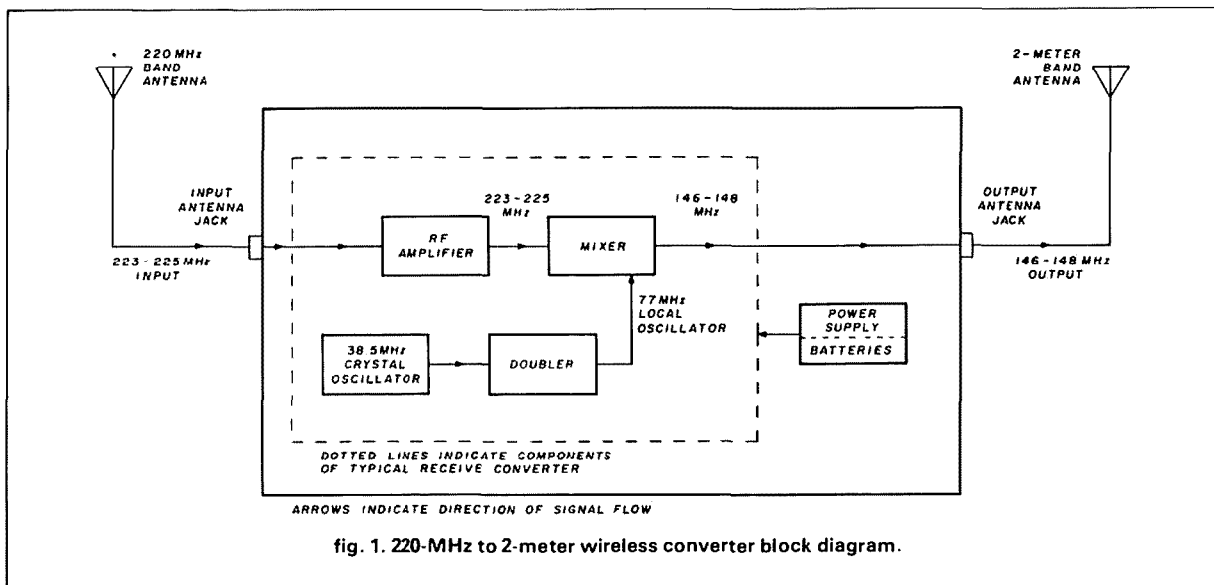 220 MHz
BAND
ANTENNA
2-METER
BAND
ANTENNA
INPUT
ANTENNA
JACK
223-225 MHz
INPUT
RF
AMPLIFIER
223-225
MHz
MIXER
146-148
MHz
OUTPUT
ANTENNA
JACK
146-148 MHz
OUTPUT
77 MHz
LOCAL
OSCILLATOR
38.5MHz
CRYSTAL
OSCILLATOR
DOUBLER
POWER
SUPPLY
BATTERIES
DOTTED LINES INDICATE COMPONENTS
OF TYPICAL RECEIVE CONVERTER
ARROWS INDICATE DIRECTION OF SIGNAL FLOW
fig. 1. 220-MHz to 2-meter wireless converter block diagram.